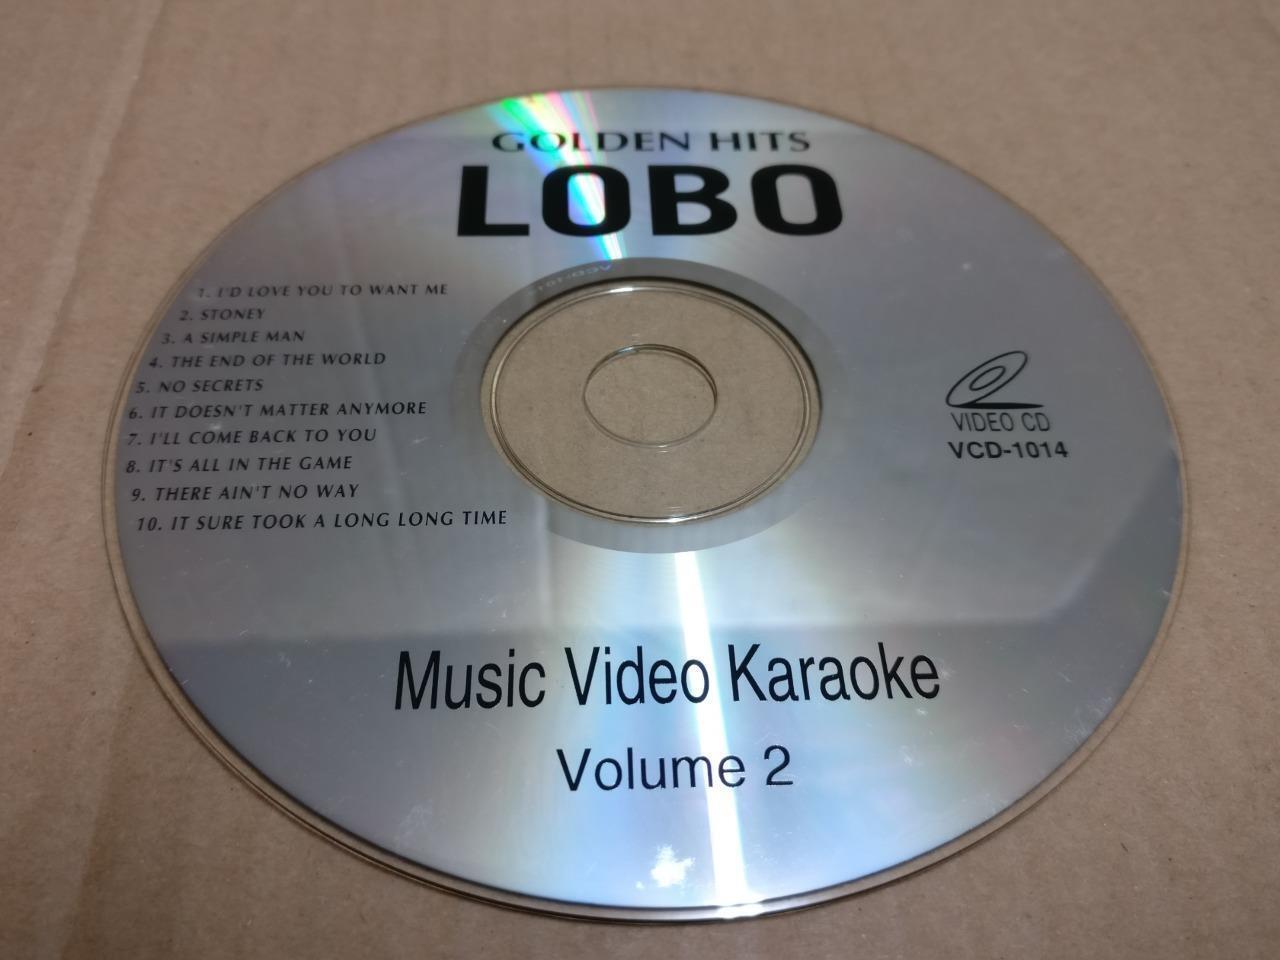 GOLDEN HITS
LOBO
1. I'D LOVE YOU TO WANT ME
2. STONEY
3. A SIMPLE MAN
4. THE END OF THE WORLD
5. NO SECRETS
6. IT DOESN'T MATTER ANYMORE
7. I'LL COME BACK TO YOU
8. IT'S ALL IN THE GAME
9. THERE AIN'T NO WAY
10. IT SURE TOOK A LONG LONG TIME
VIDEO CD
VCD-1014
Music Video Karaoke
Volume 2